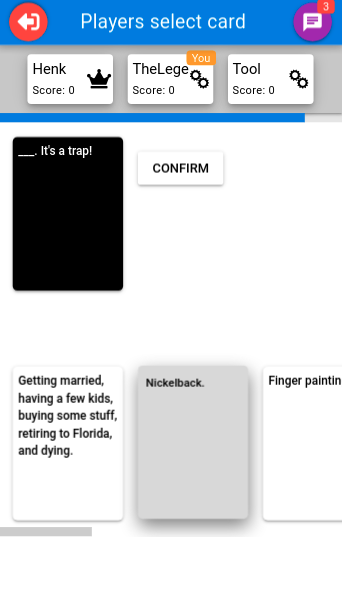 Players select card
3
You
Henk
TheLege
Tool
Score: 0
Score: 0
Score: 0
___. It's a trap!
CONFIRM
Getting married,
having a few kids,
buying some stuff,
retiring to Florida,
and dying.
Nickelback.
Finger paintin